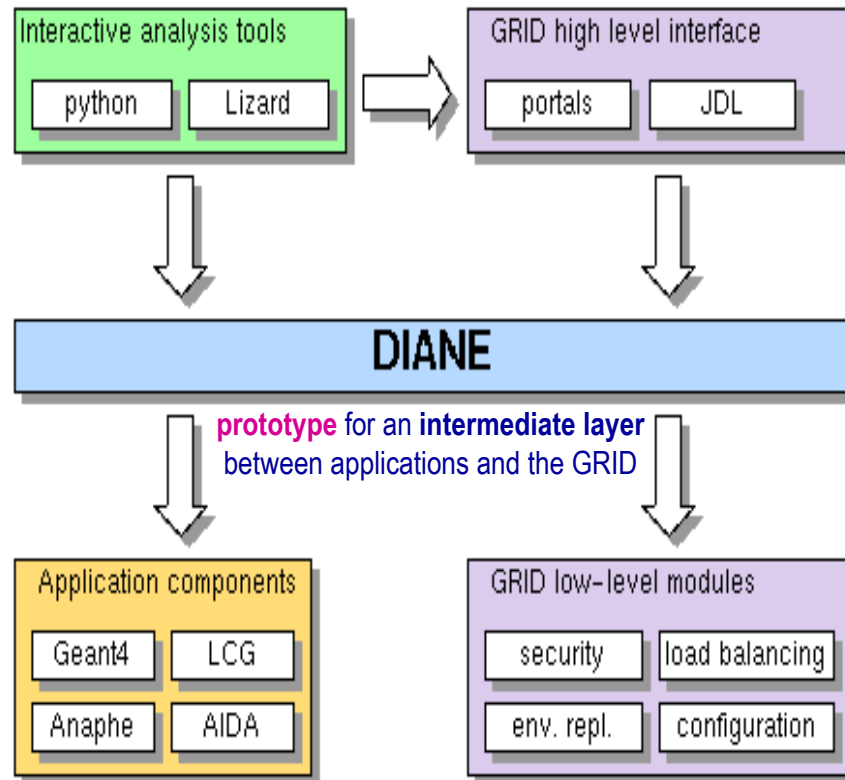 Interactive analysis tools
python
Lizard
GRID high level interface
portals
JDL
DIANE
prototype for an intermediate layer
between applications and the GRID
Application components
Geant4
LCG
Anaphe
AIDA
GRID low-level modules
security
load balancing
env. repl.
configuration